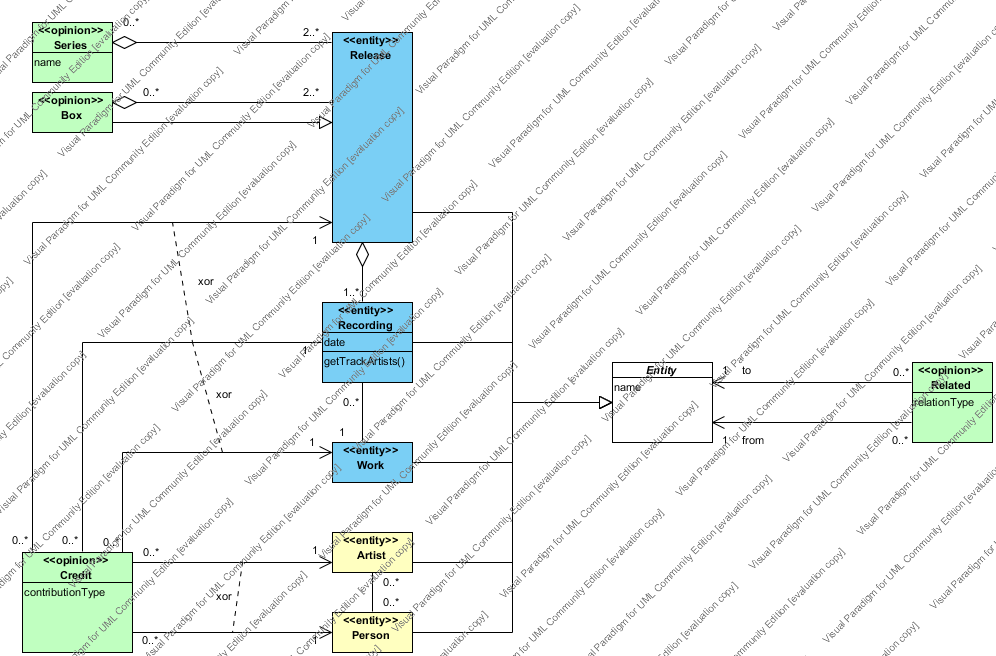 <<opinion>>
Series
name
0..*
2..*
<<entity>>
Release
<<opinion>>
Box
0..*
2..*
1
xor
1..*
<<entity>>
Recording
date
getTrackArtists()
1
xor
0..*
1
1
<<entity>>
Work
Entity
name
1
to
0..*
1
from
0..*
<<opinion>>
Related
relationType
0..*
0..*
0..*
<<opinion>>
Credit
contributionType
0..*
1
<<entity>>
Artist
0..*
0..*
xor
0..*
1
<<entity>>
Person
Visual Paradigm for UML Community Edition [evaluation copy]